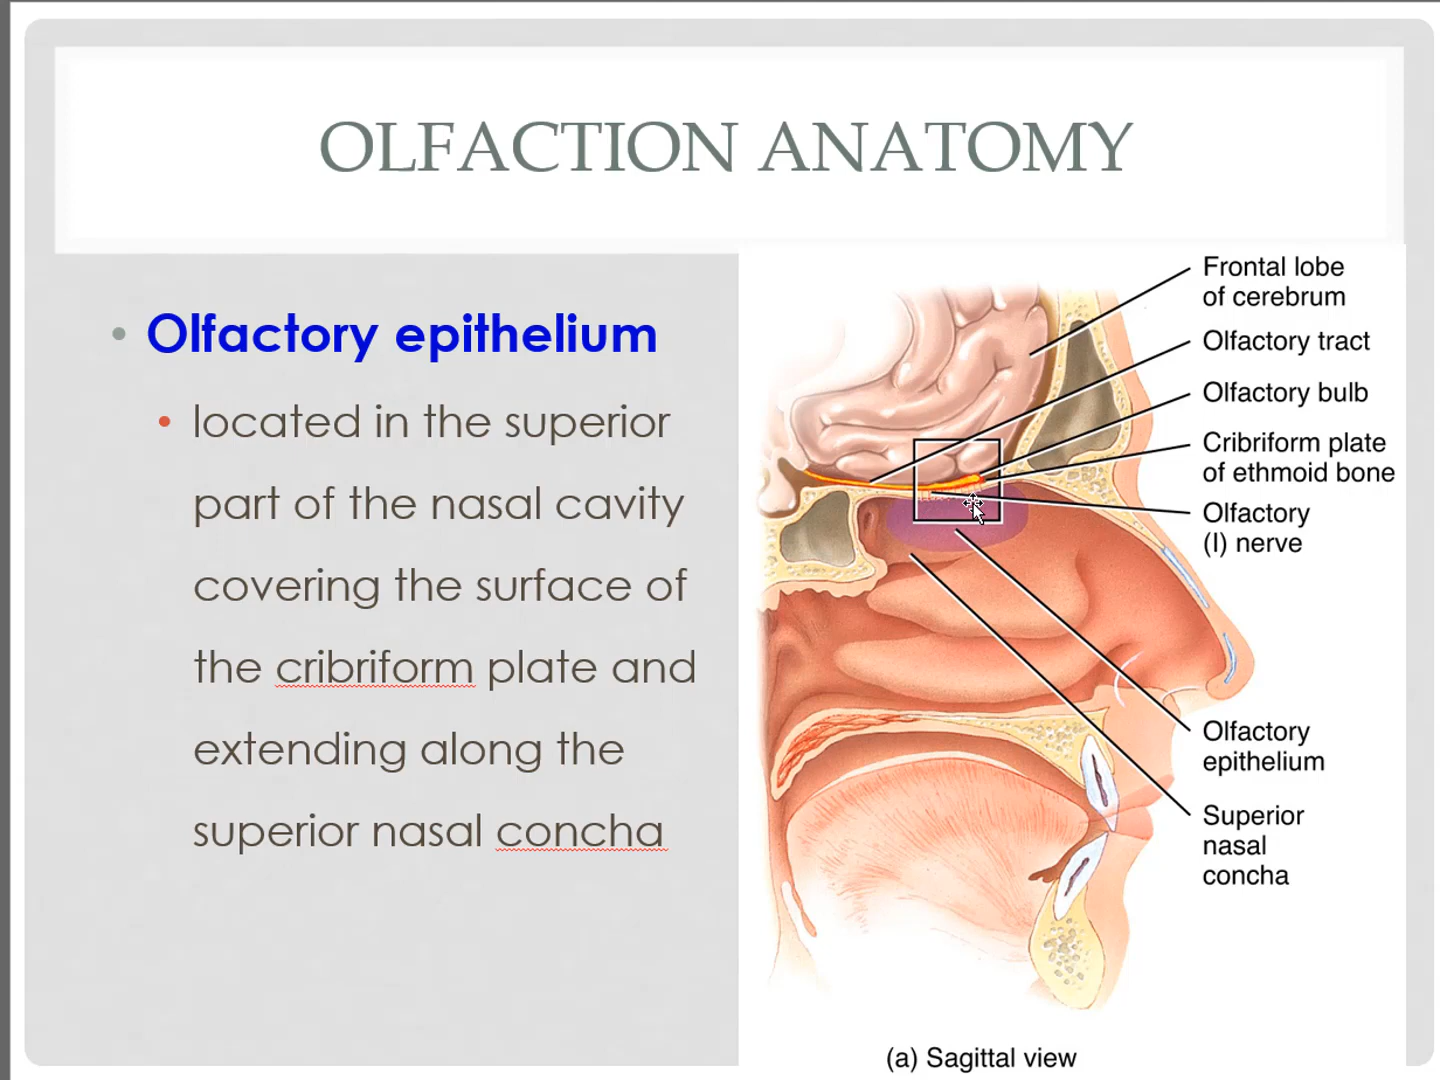 OLFACTION ANATOMY
• Olfactory epithelium
• located in the superior
part of the nasal cavity
covering the surface of
the cribriform plate and
extending along the
superior nasal concha
Frontal lobe
of cerebrum
Olfactory tract
Olfactory bulb
Cribriform plate
of ethmoid bone
Olfactory
(I) nerve
Olfactory
epithelium
Superior
nasal
concha
(a) Sagittal view